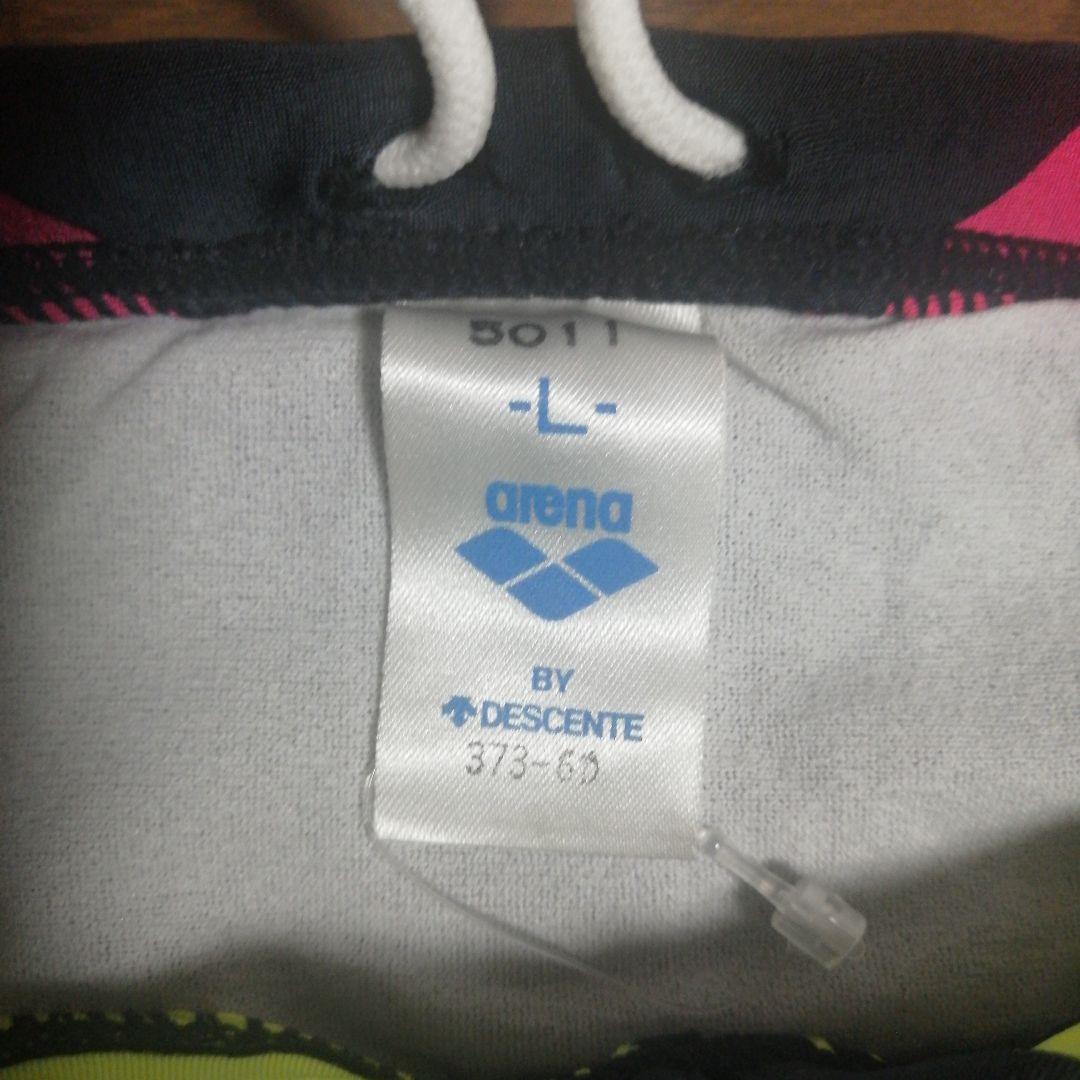 5011
-L-
arena
BY
DESCENTE